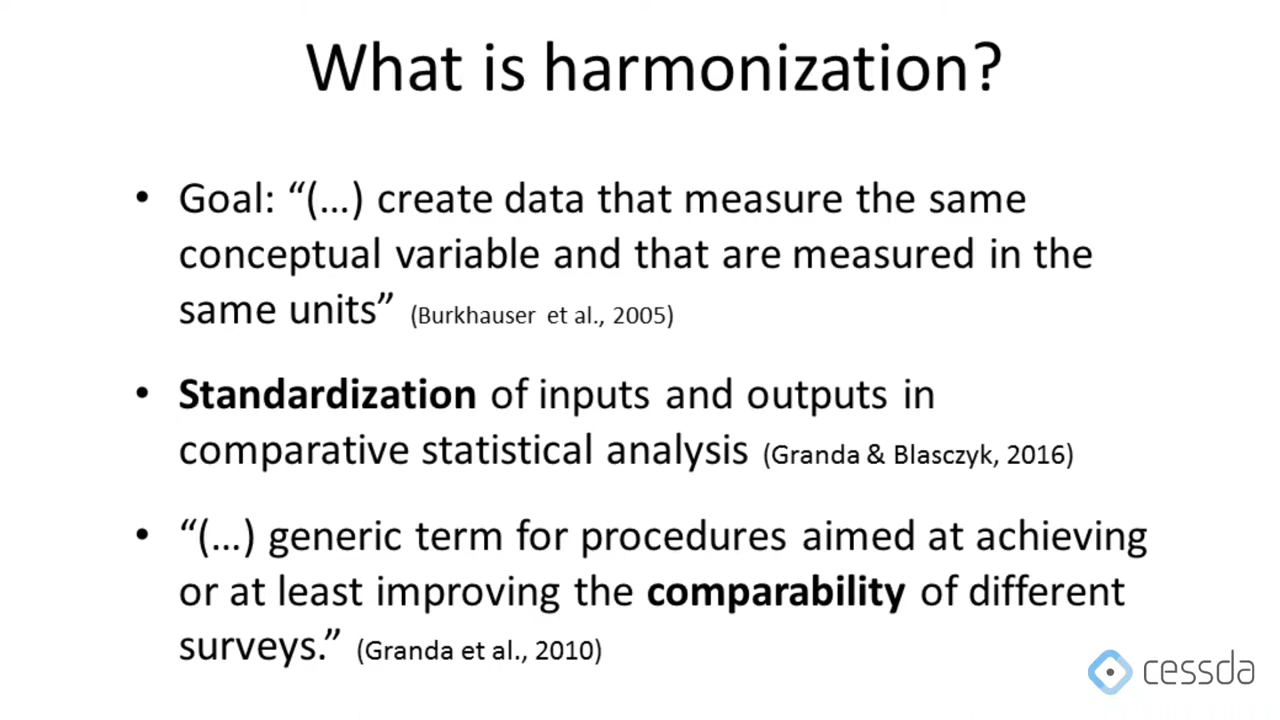 What is harmonization?
• Goal: “(…) create data that measure the same
conceptual variable and that are measured in the
same units” (Burkhauser et al., 2005)
• Standardization of inputs and outputs in
comparative statistical analysis (Granda & Blasczyk, 2016)
• “(…) generic term for procedures aimed at achieving
or at least improving the comparability of different
surveys.” (Granda et al., 2010)
cessda